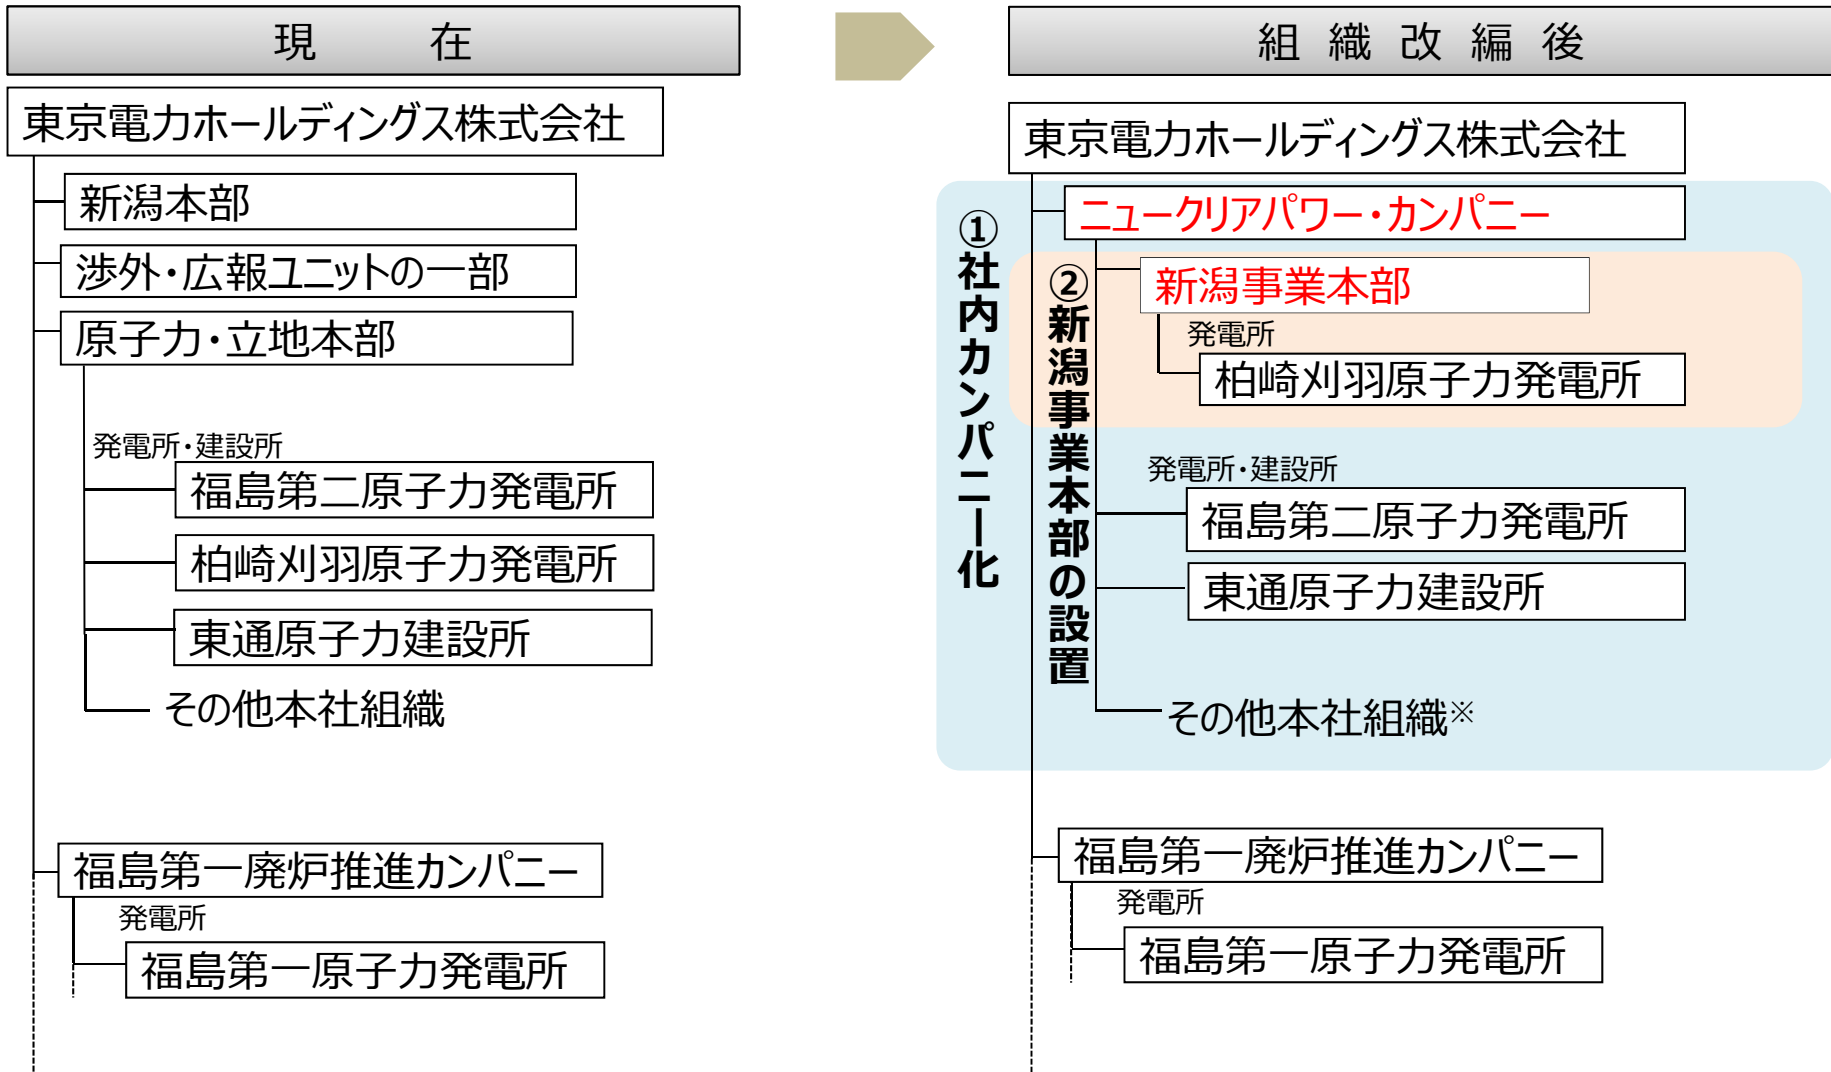 現在
東京電力ホールディングス株式会社
新潟本部
渉外・広報ユニットの一部
原子力・立地本部
発電所・建設所
福島第二原子力発電所
柏崎刈羽原子力発電所
東通原子力建設所
その他本社組織
福島第一廃炉推進カンパニー
発電所
福島第一原子力発電所
組織改編後
東京電力ホールディングス株式会社
①社内カンパニー化
ニュークリアパワー・カンパニー
②新潟事業本部の設置
新潟事業本部
発電所
柏崎刈羽原子力発電所
発電所・建設所
福島第二原子力発電所
東通原子力建設所
その他本社組織※
福島第一廃炉推進カンパニー
発電所
福島第一原子力発電所